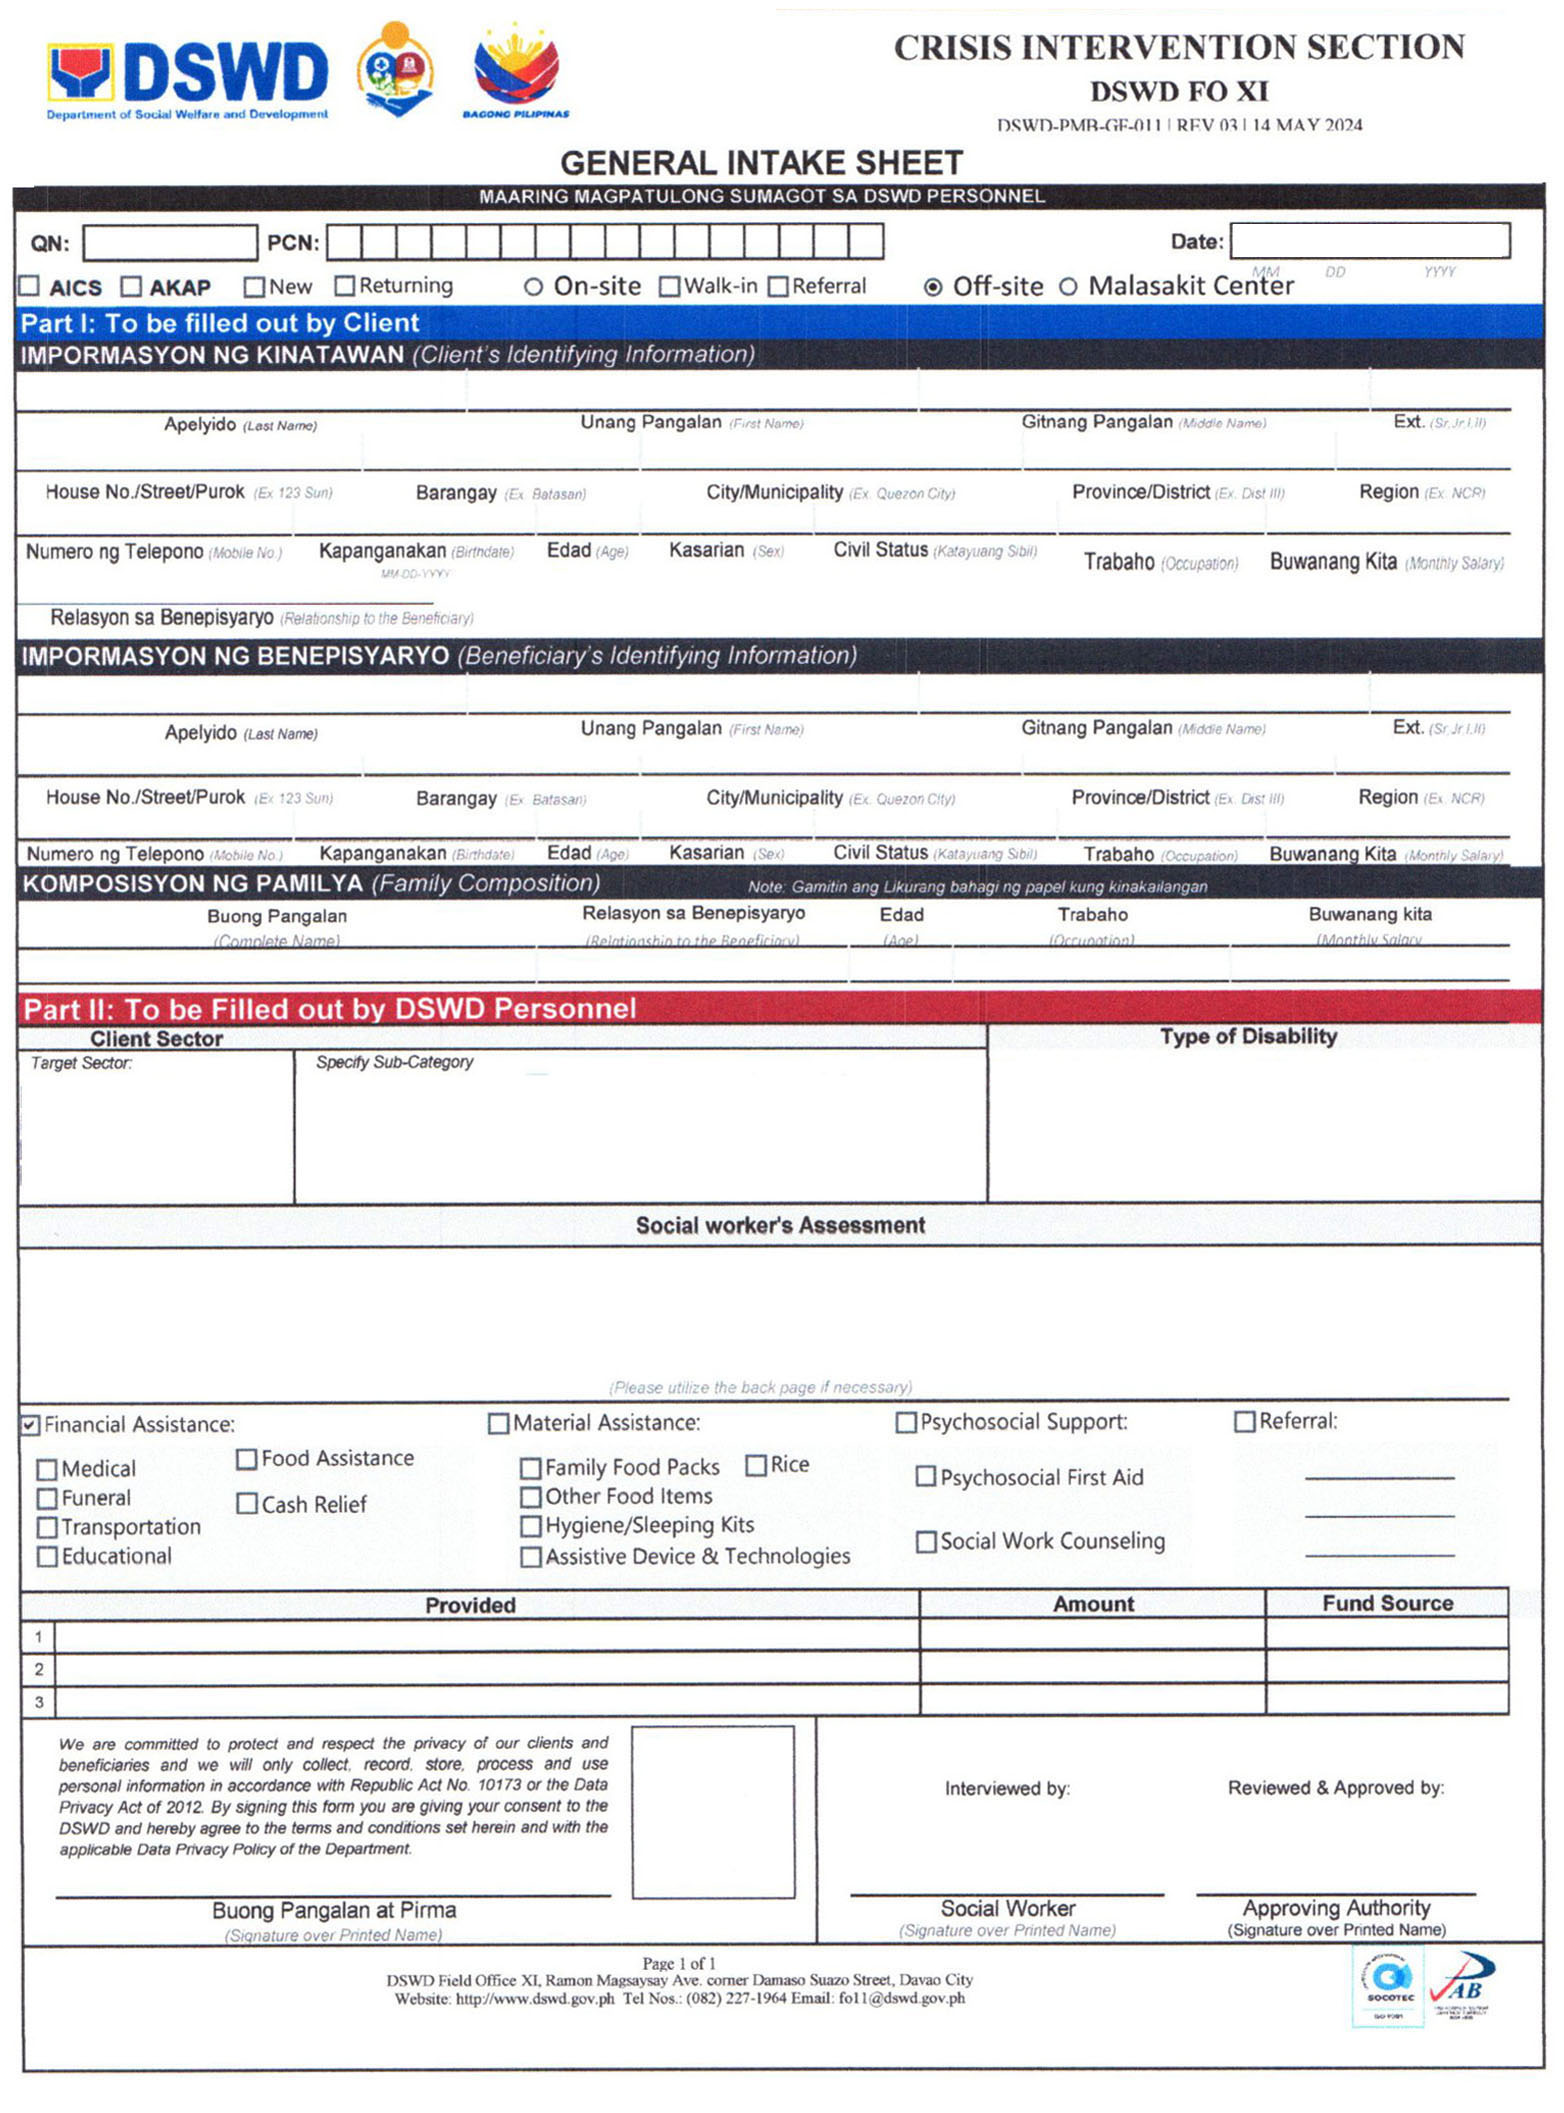 DSWD
Department of Social Welfare and Development
BAGONG PILIPINAS
CRISIS INTERVENTION SECTION
DSWD FO XI
DSWD-PMB-GF-011 | REV 03 | 14 MAY 2024
GENERAL INTAKE SHEET
MAARING MAGPATULONG SUMAGOT SA DSWD PERSONNEL
QN: PCN: Date:
MM DD YYYY
AICS AKAP New Returning On-site Walk-in Referral Off-site Malasakit Center
Part I: To be filled out by Client
IMPORMASYON NG KINATAWAN (Client's Identifying Information)
Apelyido (Last Name) Unang Pangalan (First Name) Gitnang Pangalan (Middle Name) Ext. (Sr,Jr,I,II)
House No./Street/Purok (Ex 123 Sun) Barangay (Ex. Batasan) City/Municipality (Ex. Quezon City) Province/District (Ex. Dist III) Region (Ex. NCR)
Numero ng Telepono (Mobile No.) Kapanganakan (Birthdate) Edad (Age) Kasarian (Sex) Civil Status (Katayuang Sibil) Trabaho (Occupation) Buwanang Kita (Monthly Salary)
MM-DD-YYYY
Relasyon sa Benepisyaryo (Relationship to the Beneficiary)
IMPORMASYON NG BENEPISYARYO (Beneficiary's Identifying Information)
Apelyido (Last Name) Unang Pangalan (First Name) Gitnang Pangalan (Middle Name) Ext. (Sr,Jr,I,II)
House No./Street/Purok (Ex 123 Sun) Barangay (Ex. Batasan) City/Municipality (Ex. Quezon City) Province/District (Ex. Dist III) Region (Ex. NCR)
Numero ng Telepono (Mobile No.) Kapanganakan (Birthdate) Edad (Age) Kasarian (Sex) Civil Status (Katayuang Sibil) Trabaho (Occupation) Buwanang Kita (Monthly Salary)
KOMPOSISYON NG PAMILYA (Family Composition) Note: Gamitin ang Likurang bahagi ng papel kung kinakailangan
Buong Pangalan Relasyon sa Benepisyaryo Edad Trabaho Buwanang kita
(Complete Name) (Relationship to the Beneficiary) (Age) (Occupation) (Monthly Salary
Part II: To be Filled out by DSWD Personnel
Client Sector Type of Disability
Target Sector: Specify Sub-Category
Social worker's Assessment
(Please utilize the back page if necessary)
Financial Assistance: Material Assistance: Psychosocial Support: Referral:
Medical Food Assistance Family Food Packs Rice Psychosocial First Aid
Funeral Cash Relief Other Food Items
Transportation Hygiene/Sleeping Kits Social Work Counseling
Educational Assistive Device & Technologies
Provided Amount Fund Source
1
2
3
We are committed to protect and respect the privacy of our clients and
beneficiaries and we will only collect, record, store, process and use
personal information in accordance with Republic Act No. 10173 or the Data
Privacy Act of 2012. By signing this form you are giving your consent to the
DSWD and hereby agree to the terms and conditions set herein and with the
applicable Data Privacy Policy of the Department.
Interviewed by: Reviewed & Approved by:
Buong Pangalan at Pirma Social Worker Approving Authority
(Signature over Printed Name) (Signature over Printed Name) (Signature over Printed Name)
Page 1 of 1
DSWD Field Office XI, Ramon Magsaysay Ave. corner Damaso Suazo Street, Davao City
Website: http://www.dswd.gov.ph Tel Nos.: (082) 227-1964 Email: fo11@dswd.gov.ph
SOCOTEC
ISO 9001
PAB